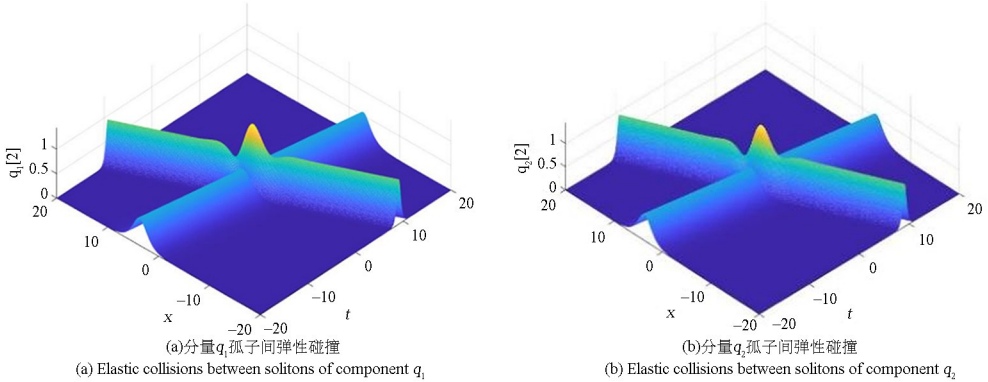 q₁[2]
1
0.5
0
20
10
0
−10
−20
x
−20
−10
0
10
20
t
(a)分量q₁孤子间弹性碰撞
(a) Elastic collisions between solitons of component q₁
q₂[2]
1
0.5
0
20
10
0
−10
−20
x
−20
−10
0
10
20
t
(b)分量q₂孤子间弹性碰撞
(b) Elastic collisions between solitons of component q₂